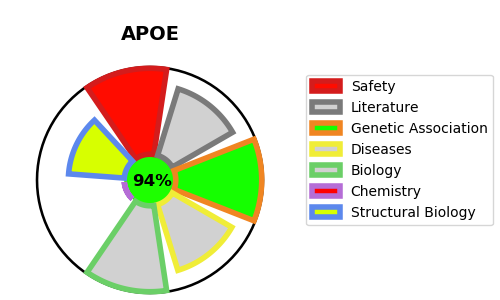 APOE
94%
Safety
Literature
Genetic Association
Diseases
Biology
Chemistry
Structural Biology